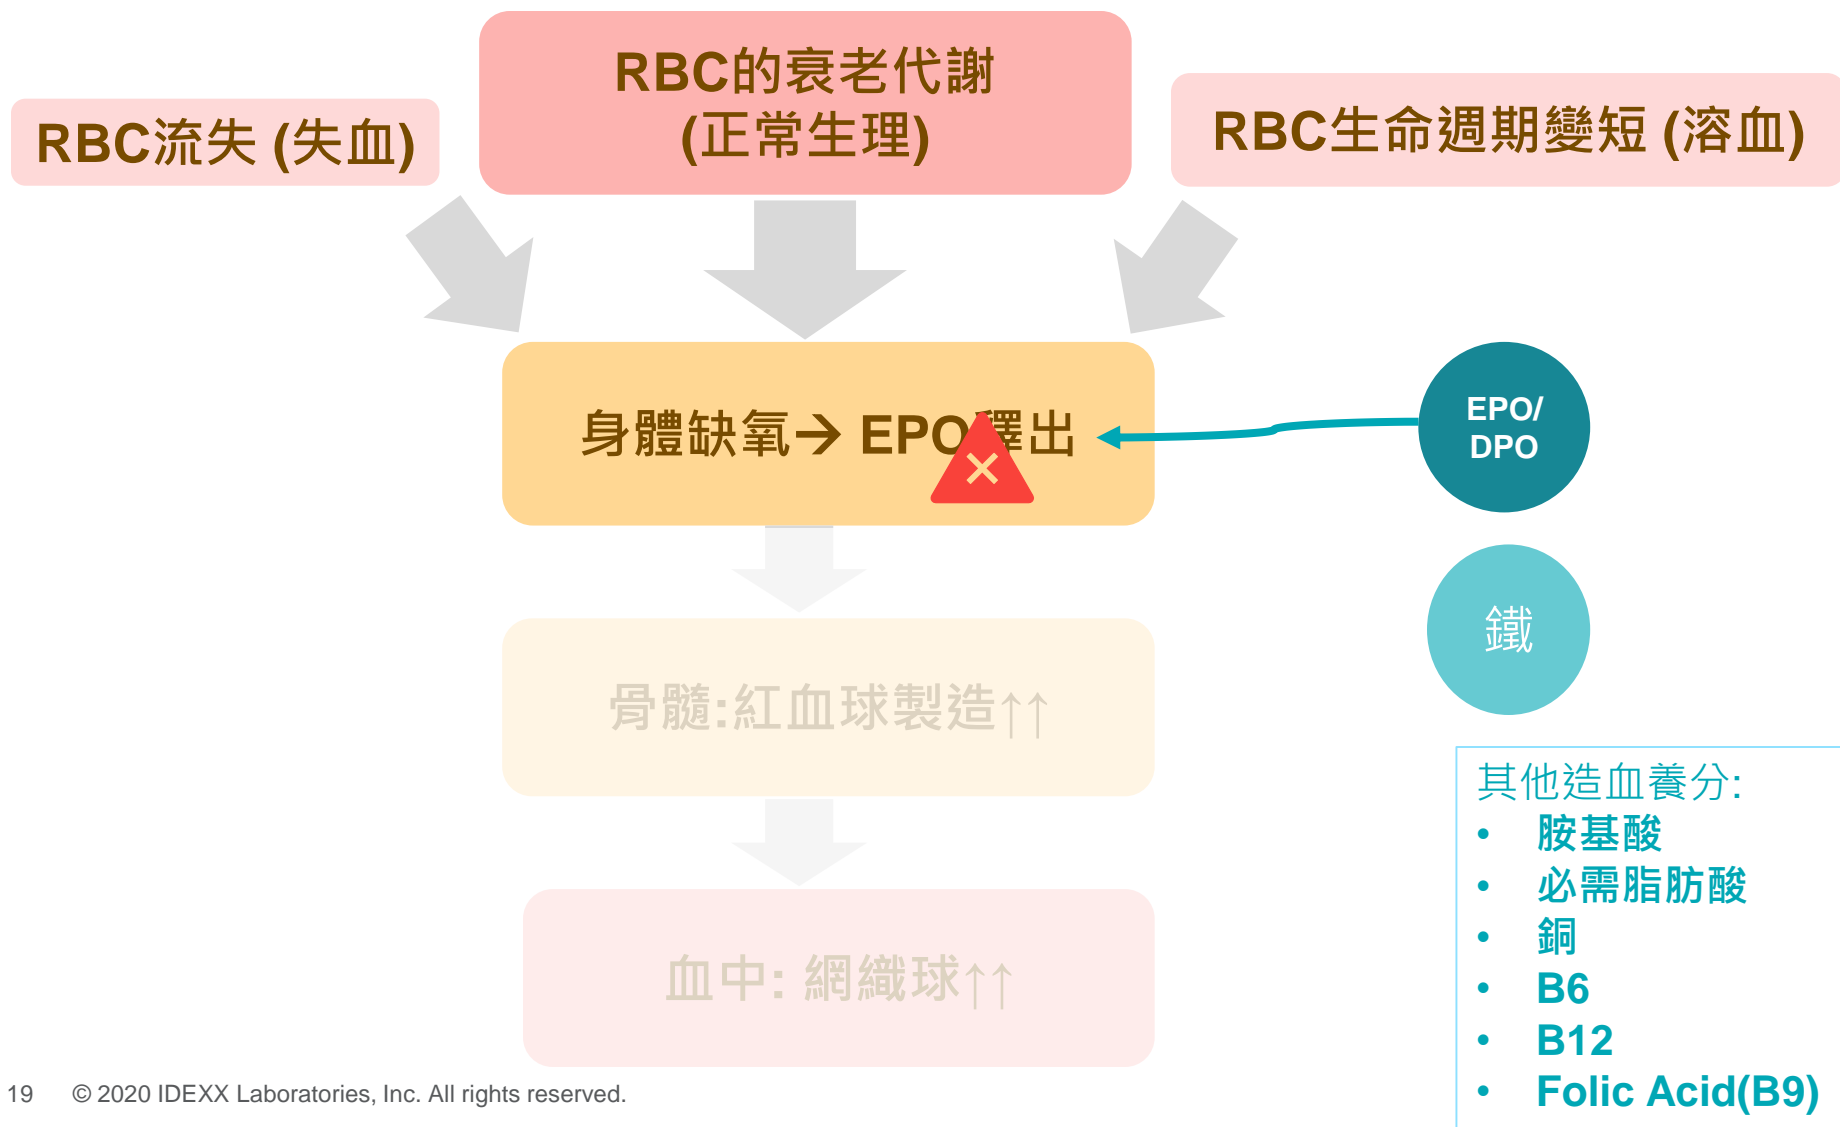 RBC的衰老代謝
(正常生理)
RBC流失 (失血)
RBC生命週期變短 (溶血)
身體缺氧→ EPO釋出
EPO/
DPO
鐵
骨髓:紅血球製造↑↑
其他造血養分:
• 胺基酸
• 必需脂肪酸
• 銅
• B6
• B12
• Folic Acid(B9)
血中: 網織球↑↑
19 © 2020 IDEXX Laboratories, Inc. All rights reserved.